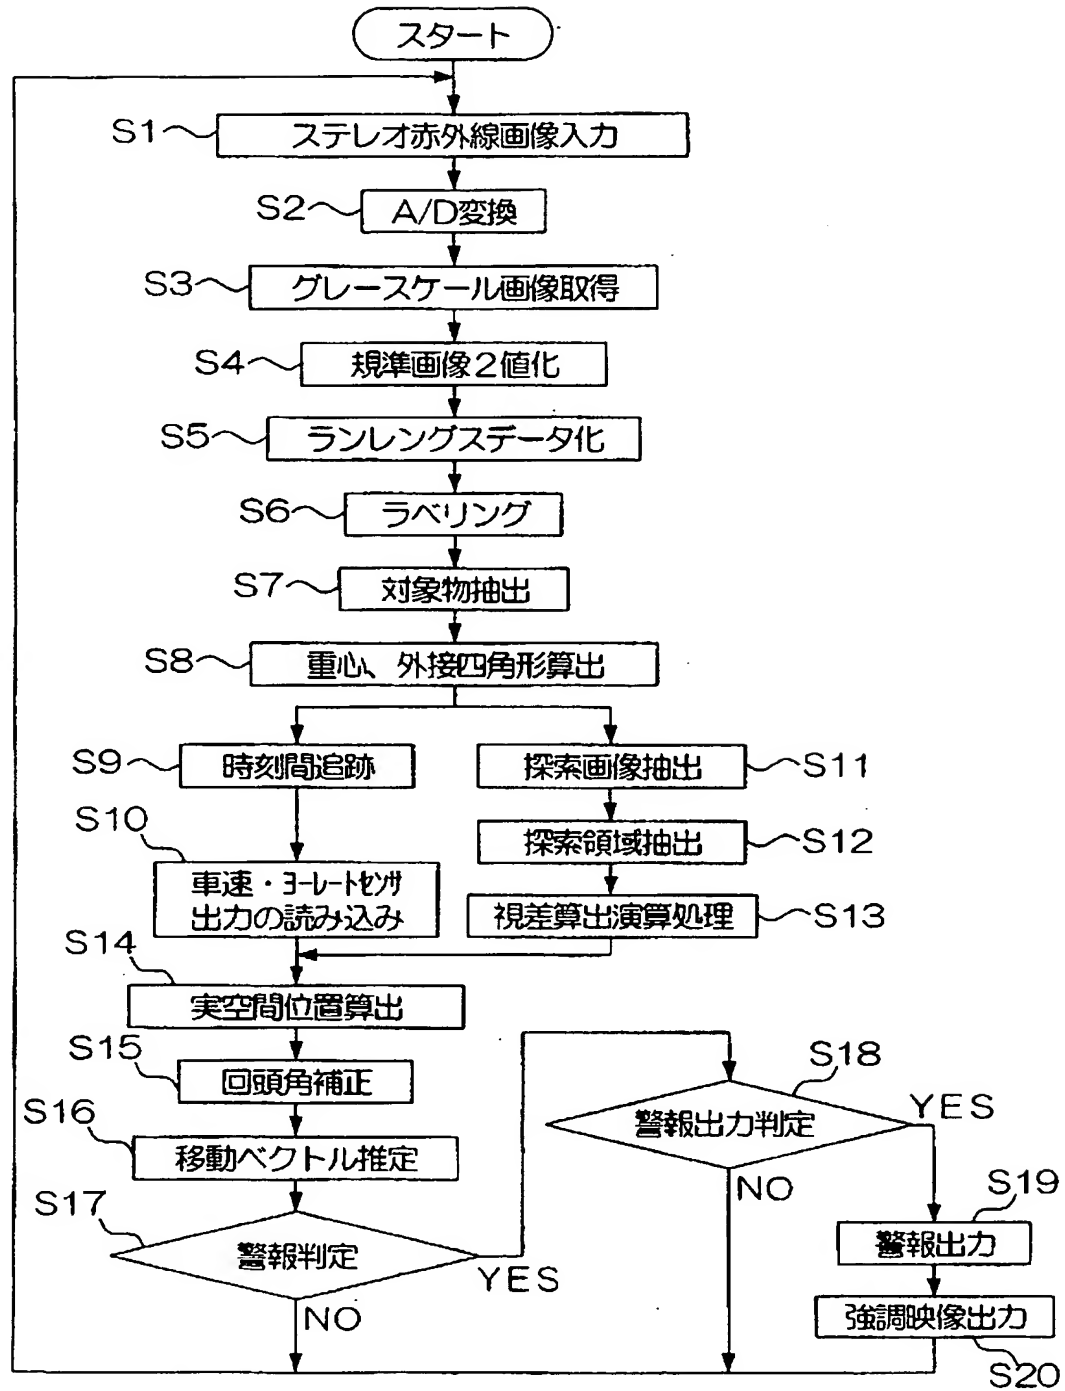 スタート
S1 ステレオ赤外線画像入力
S2 A/D変換
S3 グレースケール画像取得
S4 規準画像2値化
S5 ランレングスデータ化
S6 ラベリング
S7 対象物抽出
S8 重心、外接四角形算出
S9 時刻間追跡
S10
車速・ﾖｰﾚｰﾄｾﾝｻ
出力の読み込み
探索画像抽出 S11
探索領域抽出 S12
視差算出演算処理 S13
S14
実空間位置算出
S15
回頭角補正
S16
移動ベクトル推定
S17
警報判定
YES
NO
S18
警報出力判定
YES
NO
S19
警報出力
強調映像出力
S20